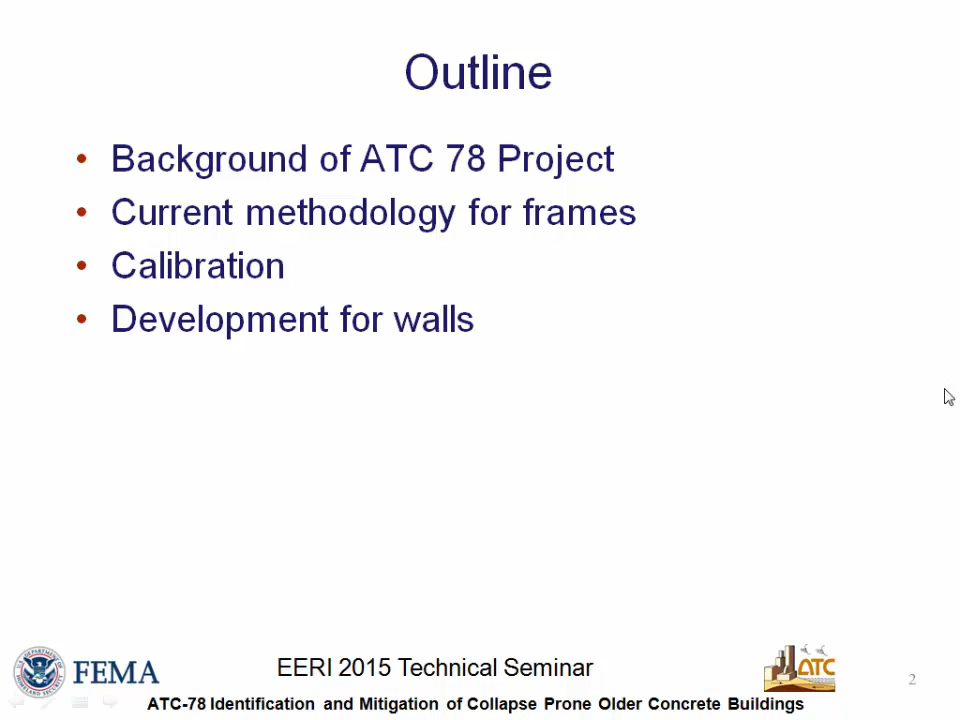 Outline
• Background of ATC 78 Project
• Current methodology for frames
• Calibration
• Development for walls
FEMA
EERI 2015 Technical Seminar
ATC
2
ATC-78 Identification and Mitigation of Collapse Prone Older Concrete Buildings